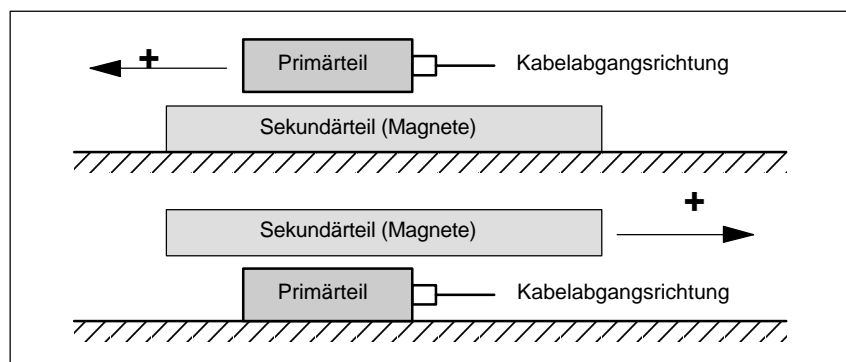 +
Primärteil Kabelabgangsrichtung
Sekundärteil (Magnete)
+
Sekundärteil (Magnete)
Primärteil Kabelabgangsrichtung